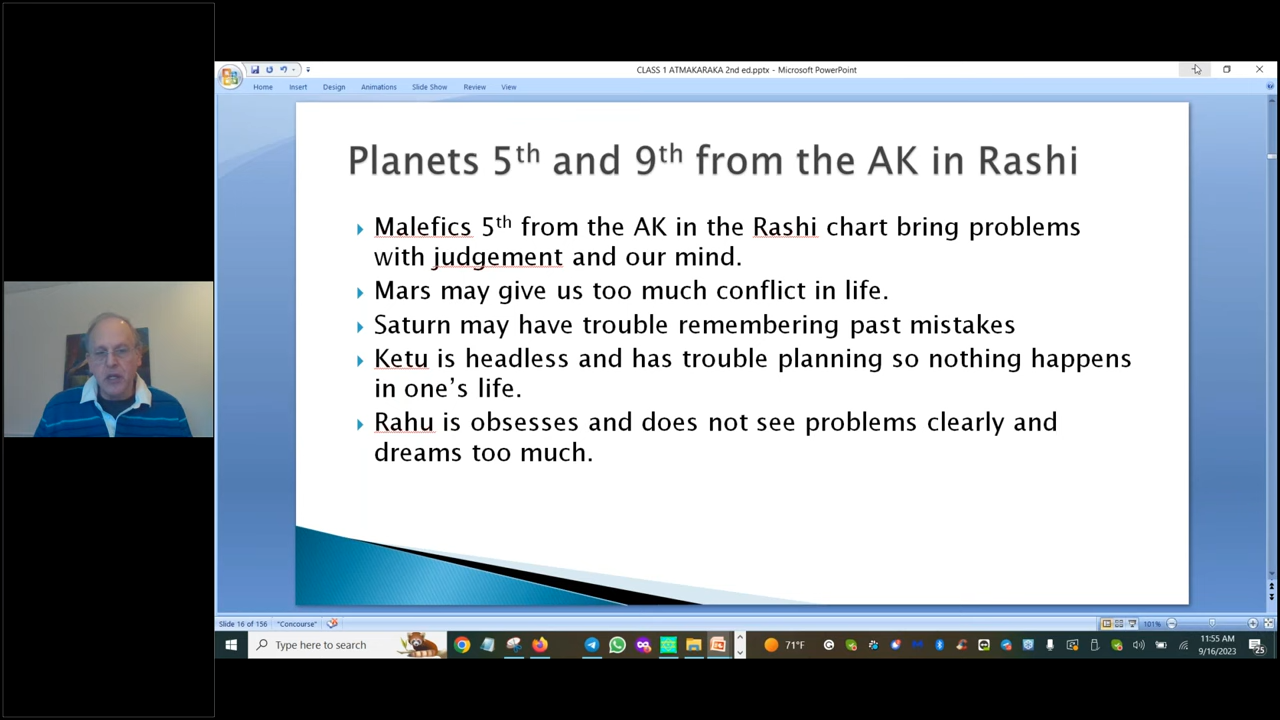 CLASS 1 ATMAKARAKA 2nd ed.pptx - Microsoft PowerPoint
Home Insert Design Animations Slide Show Review View
Planets 5th and 9th from the AK in Rashi
Malefics 5th from the AK in the Rashi chart bring problems
with judgement and our mind.
Mars may give us too much conflict in life.
Saturn may have trouble remembering past mistakes
Ketu is headless and has trouble planning so nothing happens
in one's life.
Rahu is obsesses and does not see problems clearly and
dreams too much.
Slide 16 of 156 "Concourse" 101%
Type here to search 71°F 11:55 AM
9/16/2023 25